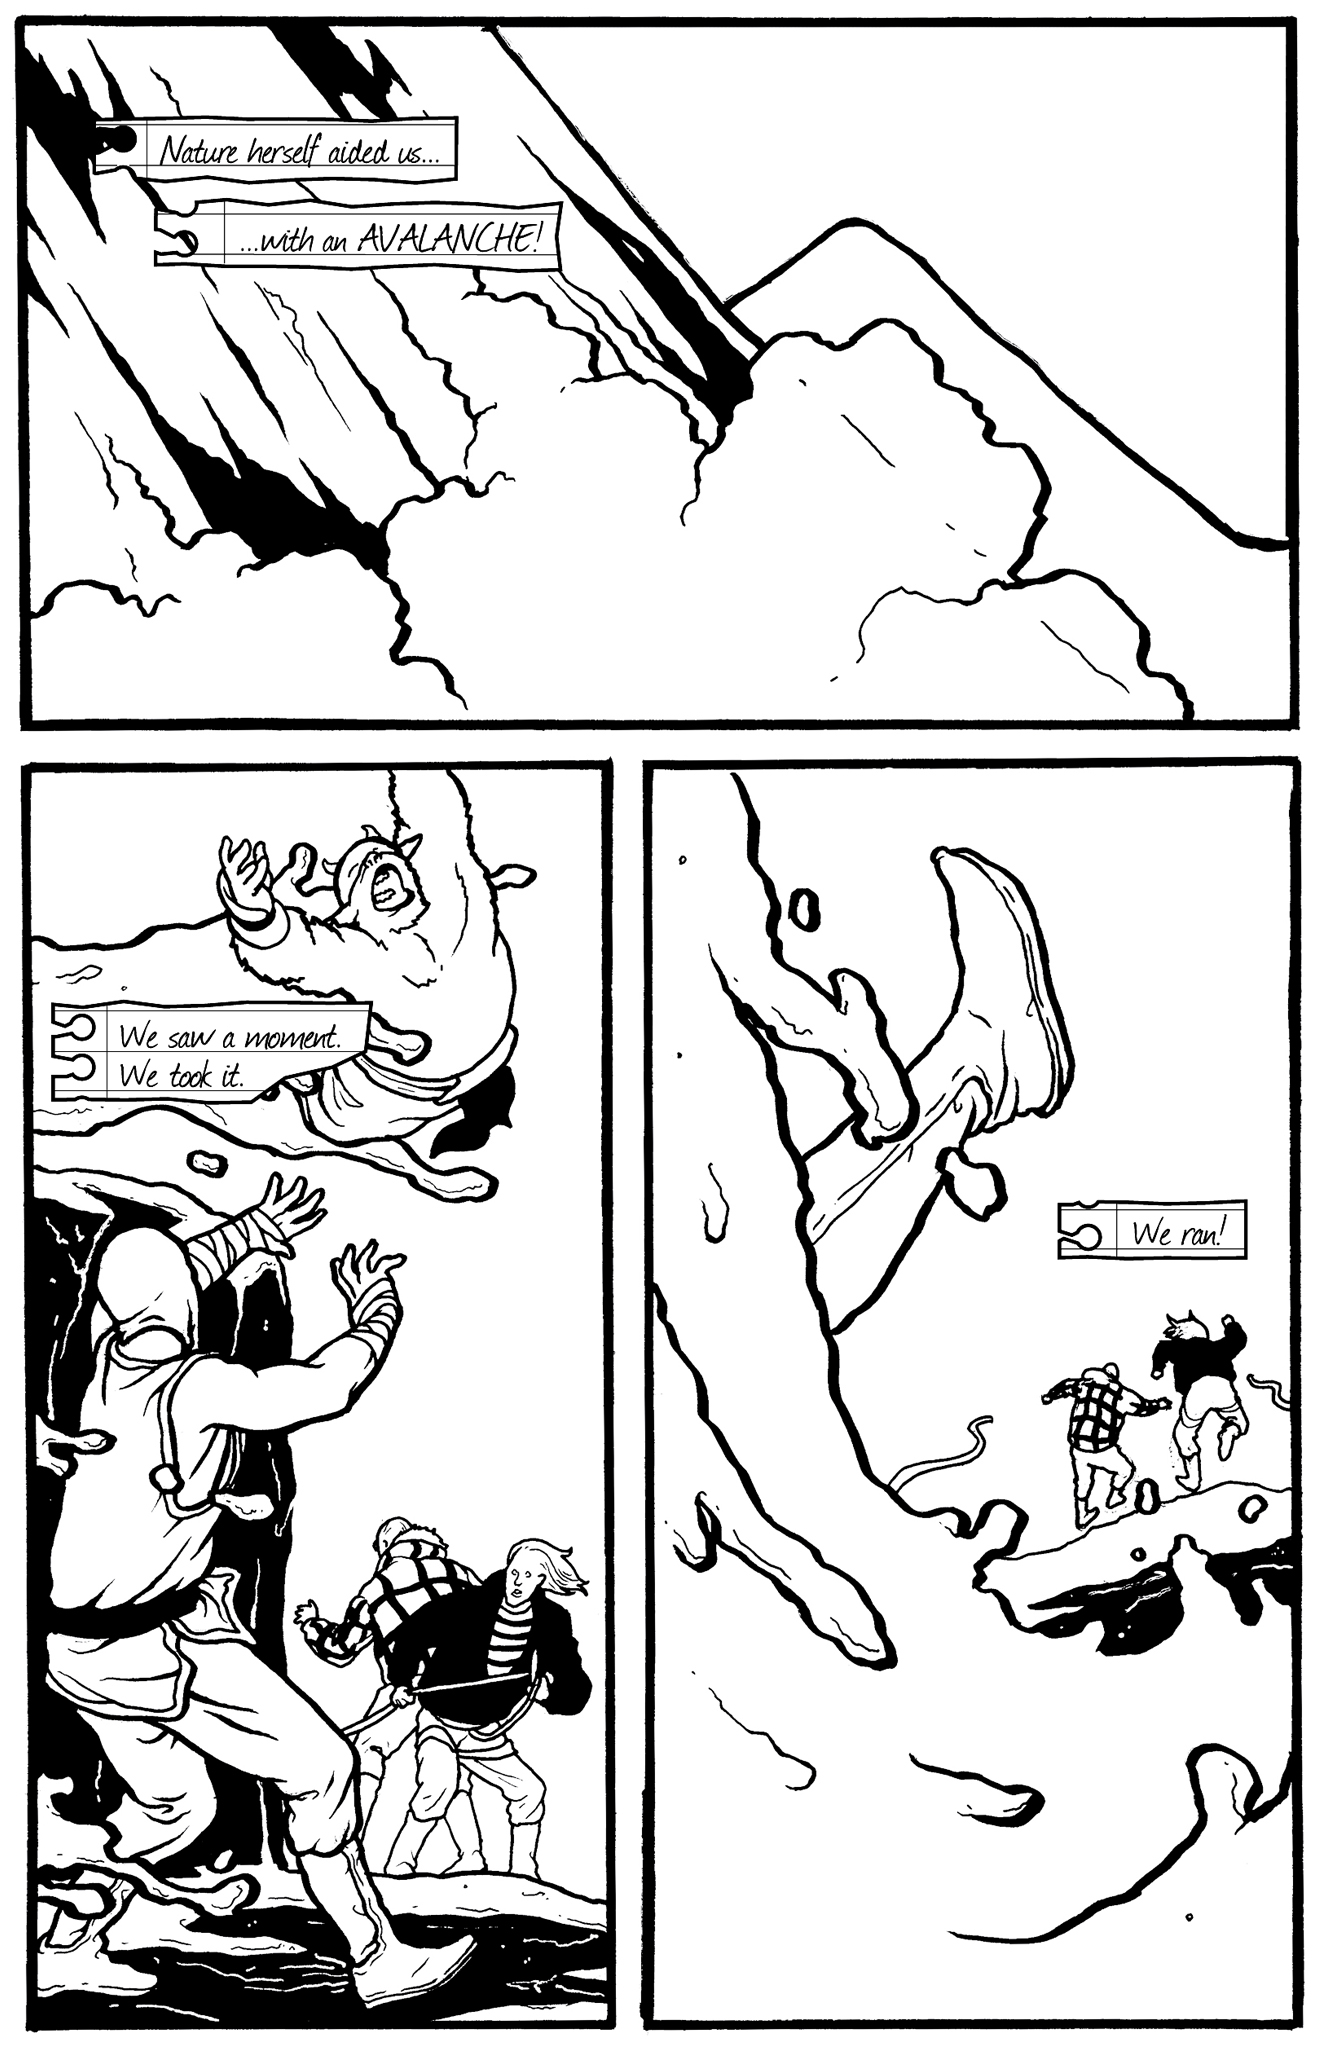 Nature herself aided us...
...with an AVALANCHE!
We saw a moment.
We took it.
We ran!